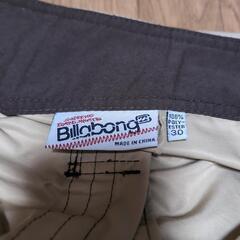 Billabong
MADE IN CHINA
100%
POLY-
ESTER
30